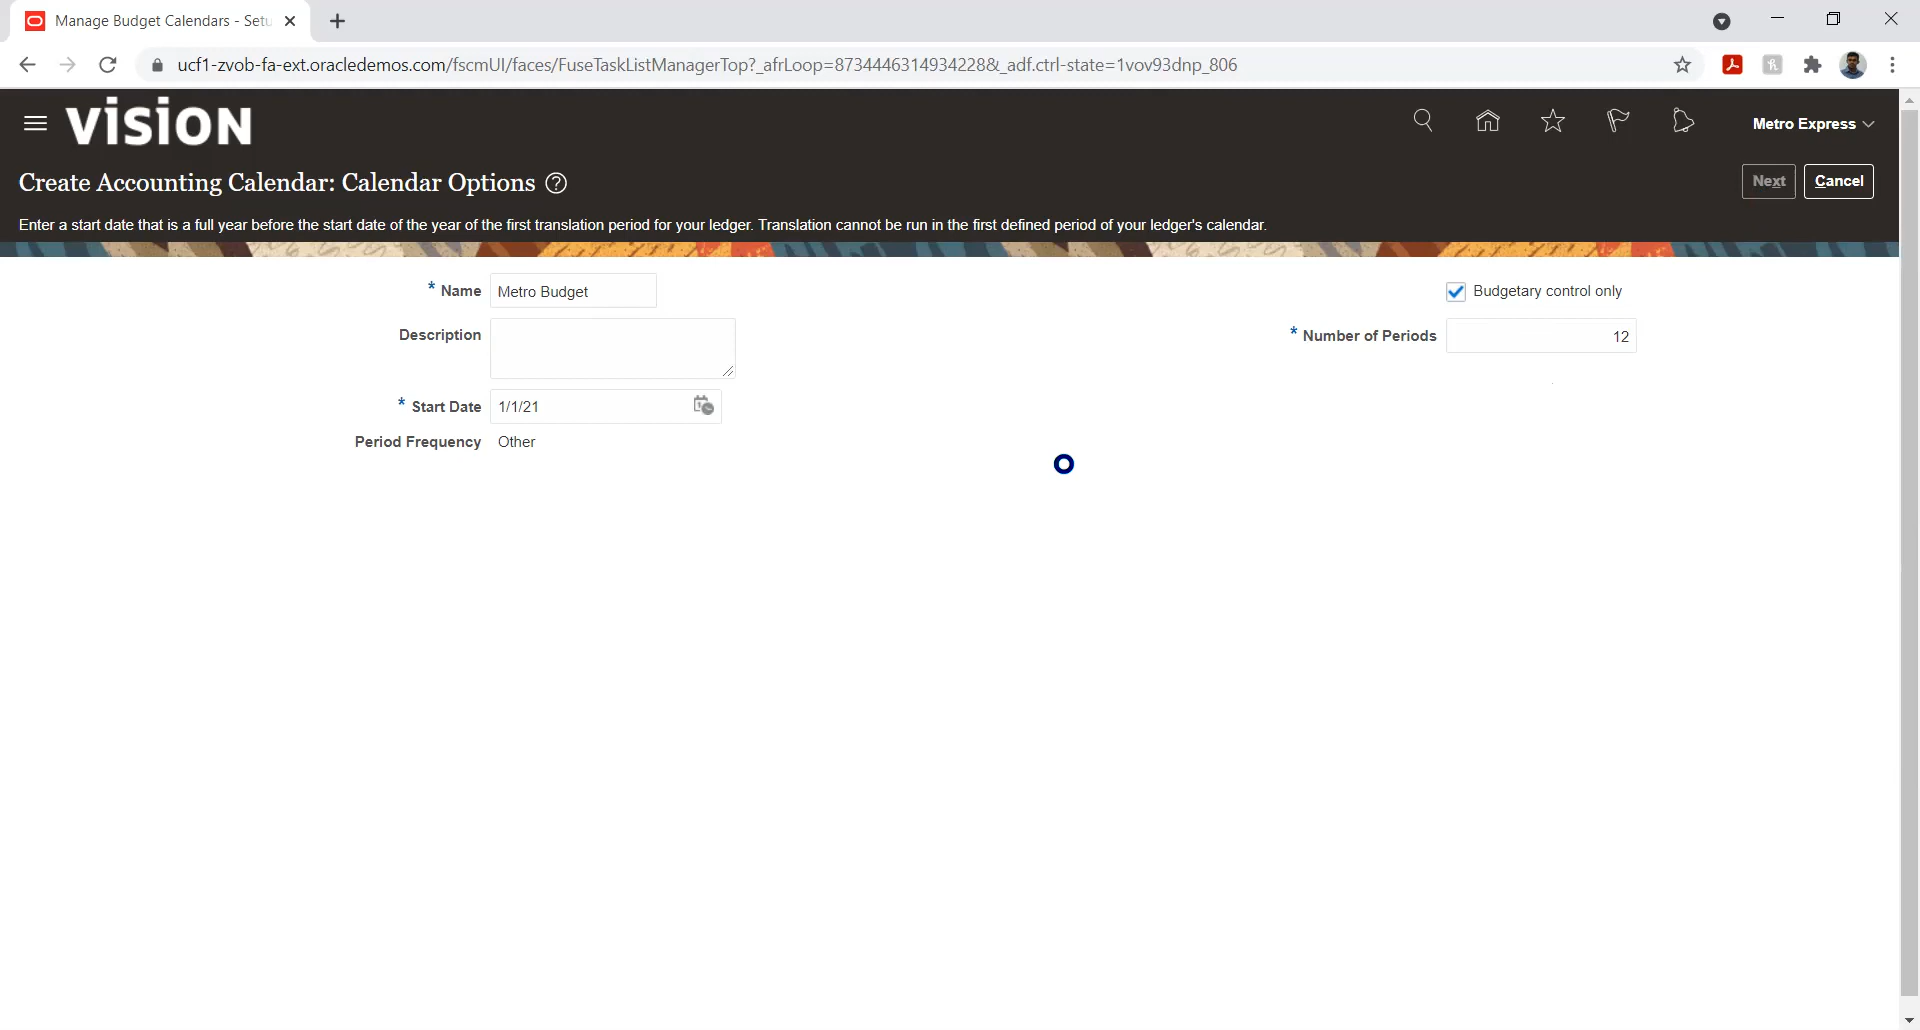 Manage Budget Calendars - Setu
ucf1-zvob-fa-ext.oracledemos.com/fscmUI/faces/FuseTaskListManagerTop?_afrLoop=8734446314934228&_adf.ctrl-state=1vov93dnp_806
VISION
Metro Express
Create Accounting Calendar: Calendar Options ?
Next Cancel
Enter a start date that is a full year before the start date of the year of the first translation period for your ledger. Translation cannot be run in the first defined period of your ledger's calendar.
* Name Metro Budget
Budgetary control only
Description
* Number of Periods 12
* Start Date 1/1/21
Period Frequency Other